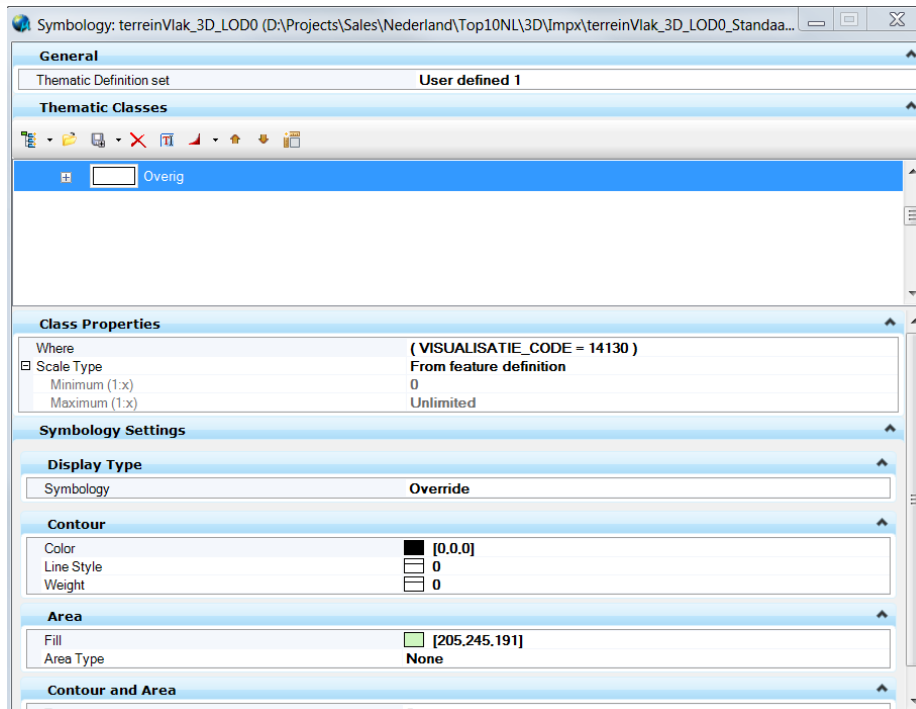 Symbology: terreinVlak_3D_LOD0 (D:\Projects\Sales\Nederland\Top10NL\3D\Impx\terreinVlak_3D_LOD0_Standaa...
General
Thematic Definition set User defined 1
Thematic Classes
Overig
Class Properties
Where ( VISUALISATIE_CODE = 14130 )
Scale Type From feature definition
Minimum (1:x) 0
Maximum (1:x) Unlimited
Symbology Settings
Display Type
Symbology Override
Contour
Color [0,0,0]
Line Style 0
Weight 0
Area
Fill [205,245,191]
Area Type None
Contour and Area